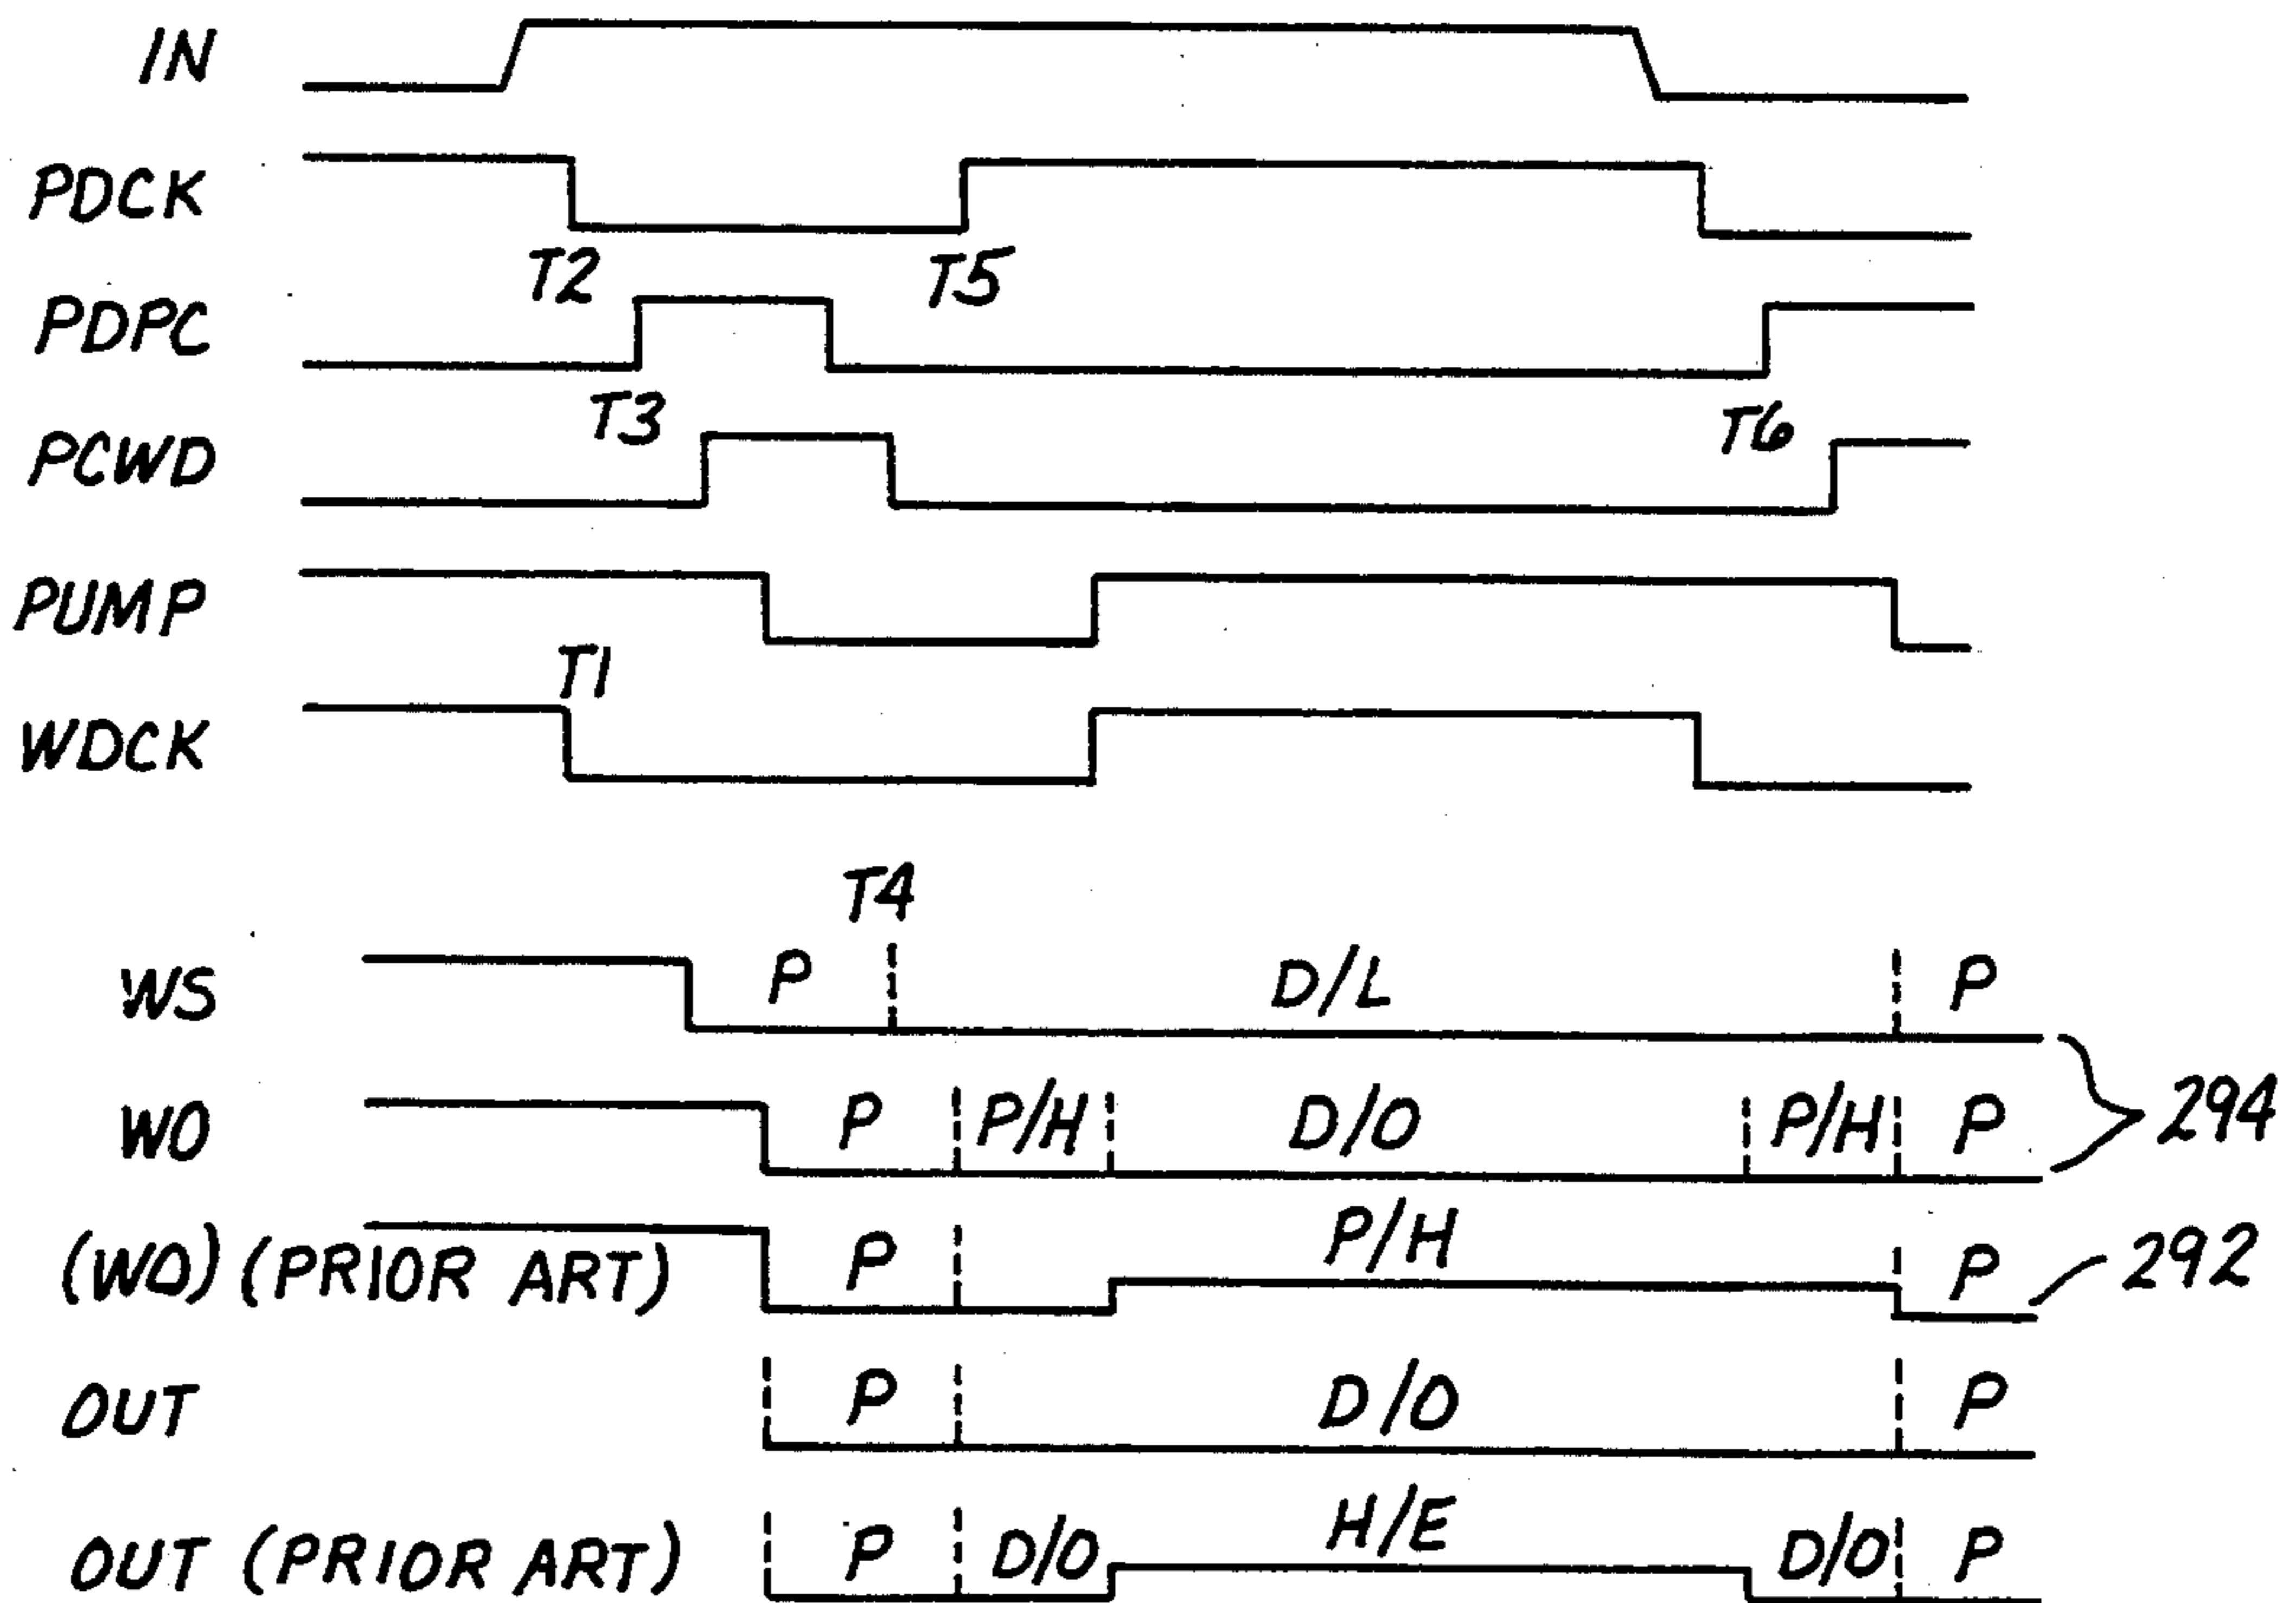 IN
PDCK
T2 T5
PDPC
T3 T6
PCWD
PUMP
T1
WDCK
T4
WS P D/L P
WO P P/H D/O P/H P
294
(WO) (PRIOR ART) P P/H P 292
OUT P D/O P
OUT (PRIOR ART) P D/O H/E D/O P